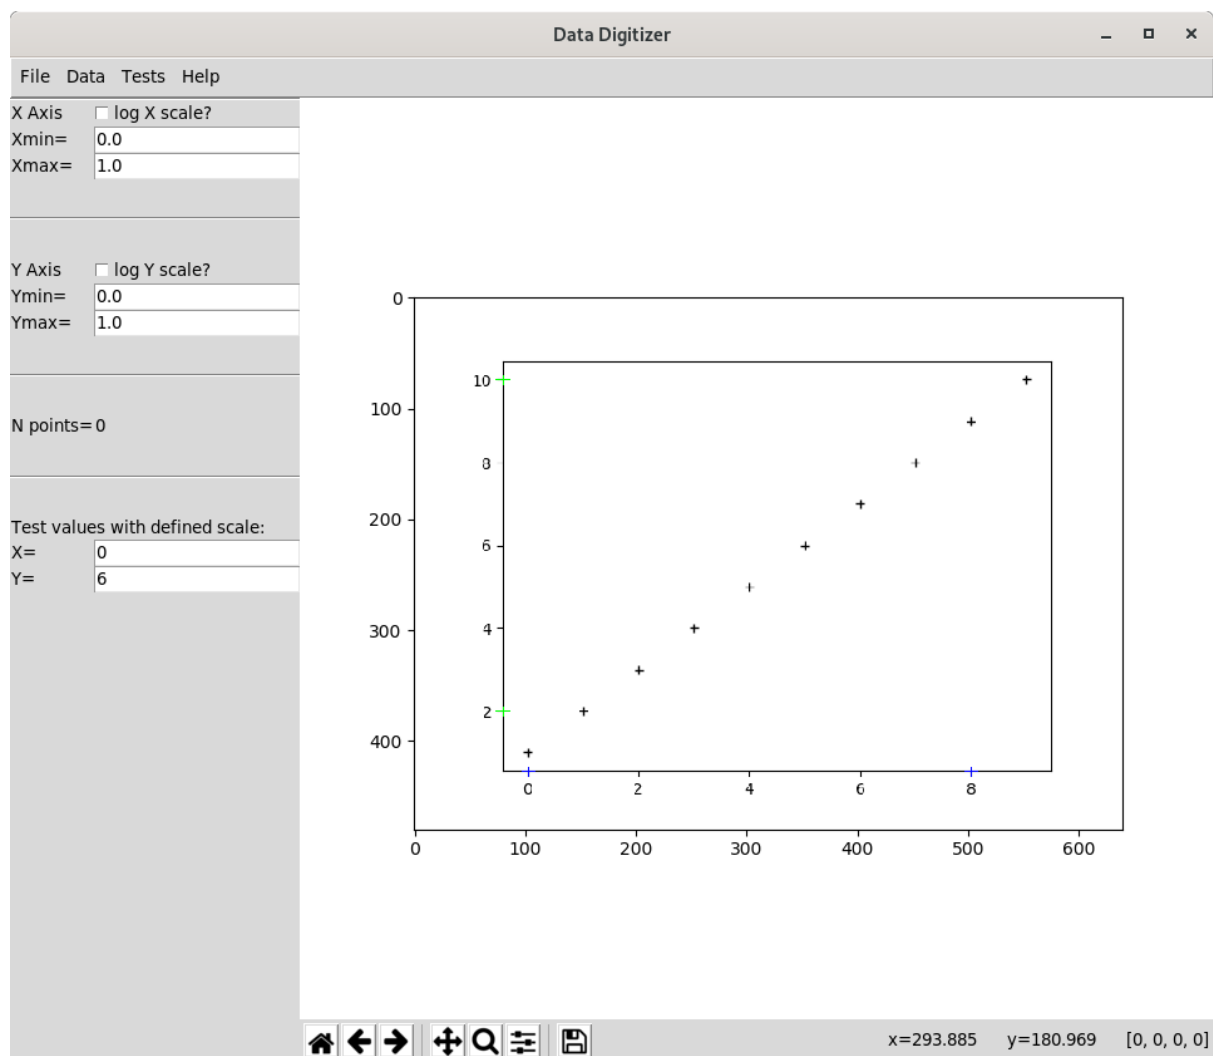 Data Digitizer
File Data Tests Help
X Axis log X scale?
Xmin= 0.0
Xmax= 1.0
Y Axis log Y scale?
Ymin= 0.0
Ymax= 1.0
N points= 0
Test values with defined scale:
X= 0
Y= 6
0
100
200
300
400
10
8
6
4
2
0 2 4 6 8
0 100 200 300 400 500 600
x=293.885 y=180.969 [0, 0, 0, 0]